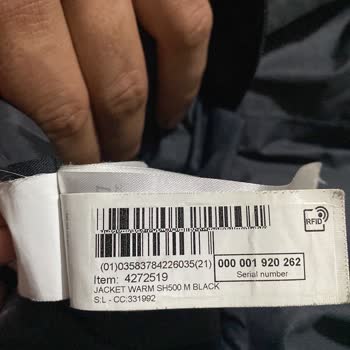 RFID
(01)03583784226035(21)
000 001 920 262
Serial number
Item: 4272519
JACKET WARM SH500 M BLACK
S:L - CC:331992